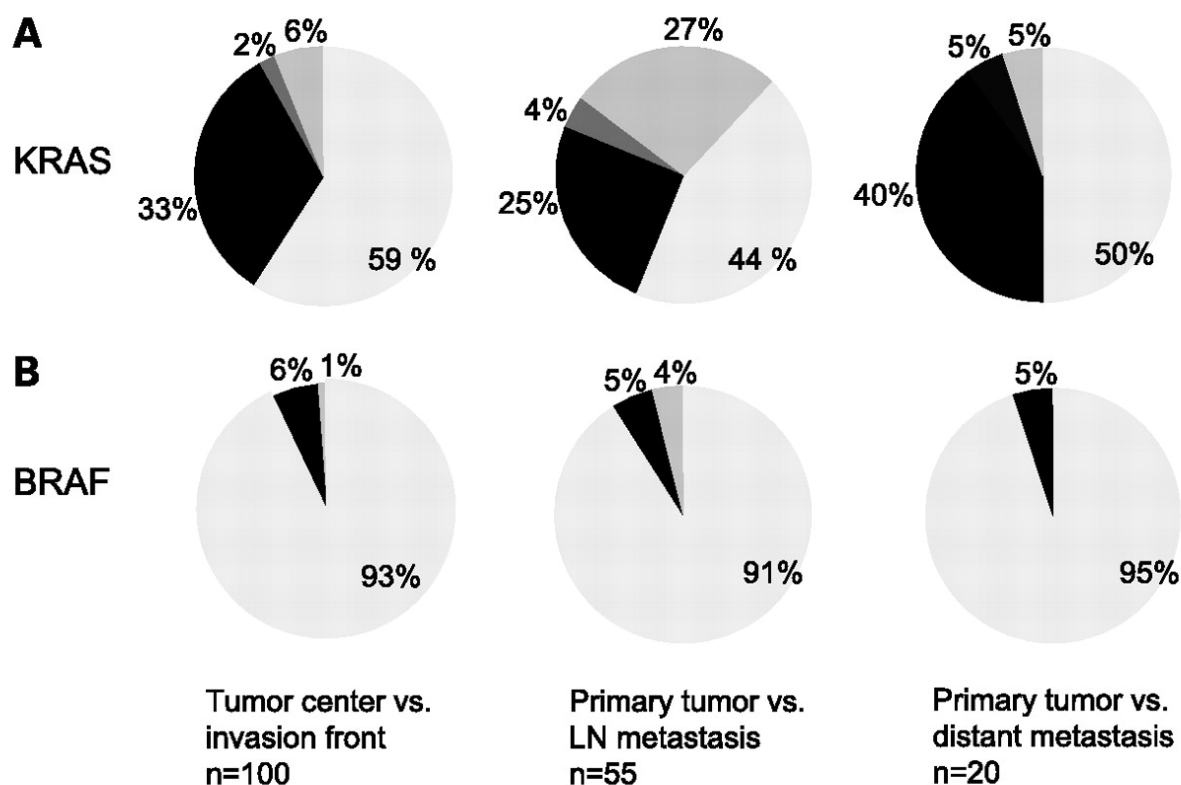 A
KRAS
2%
6%
33%
59 %
27%
4%
25%
44 %
5%
5%
40%
50%
B
BRAF
6%
1%
93%
5%
4%
91%
5%
95%
Tumor center vs.
invasion front
n=100
Primary tumor vs.
LN metastasis
n=55
Primary tumor vs.
distant metastasis
n=20